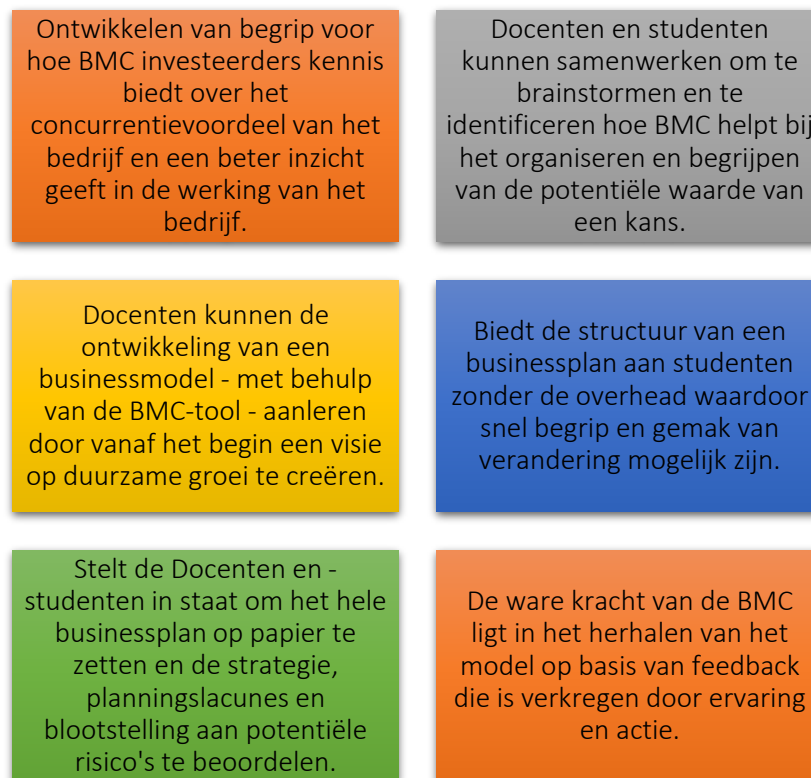 Ontwikkelen van begrip voor
hoe BMC investeerders kennis
biedt over het
concurrentievoordeel van het
bedrijf en een beter inzicht
geeft in de werking van het
bedrijf.
Docenten en studenten
kunnen samenwerken om te
brainstormen en te
identificeren hoe BMC helpt bij
het organiseren en begrijpen
van de potentiële waarde van
een kans.
Docenten kunnen de
ontwikkeling van een
businessmodel - met behulp
van de BMC-tool - aanleren
door vanaf het begin een visie
op duurzame groei te creëren.
Biedt de structuur van een
businessplan aan studenten
zonder de overhead waardoor
snel begrip en gemak van
verandering mogelijk zijn.
Stelt de Docenten en -
studenten in staat om het hele
businessplan op papier te
zetten en de strategie,
planningslacunes en
blootstelling aan potentiële
risico's te beoordelen.
De ware kracht van de BMC
ligt in het herhalen van het
model op basis van feedback
die is verkregen door ervaring
en actie.